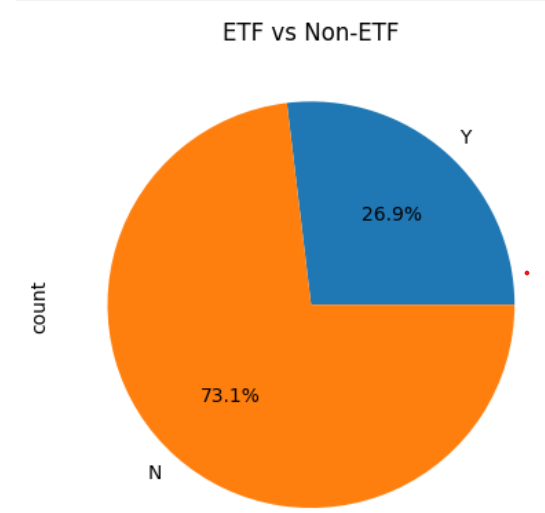 ETF vs Non-ETF
Y
26.9%
count
73.1%
N